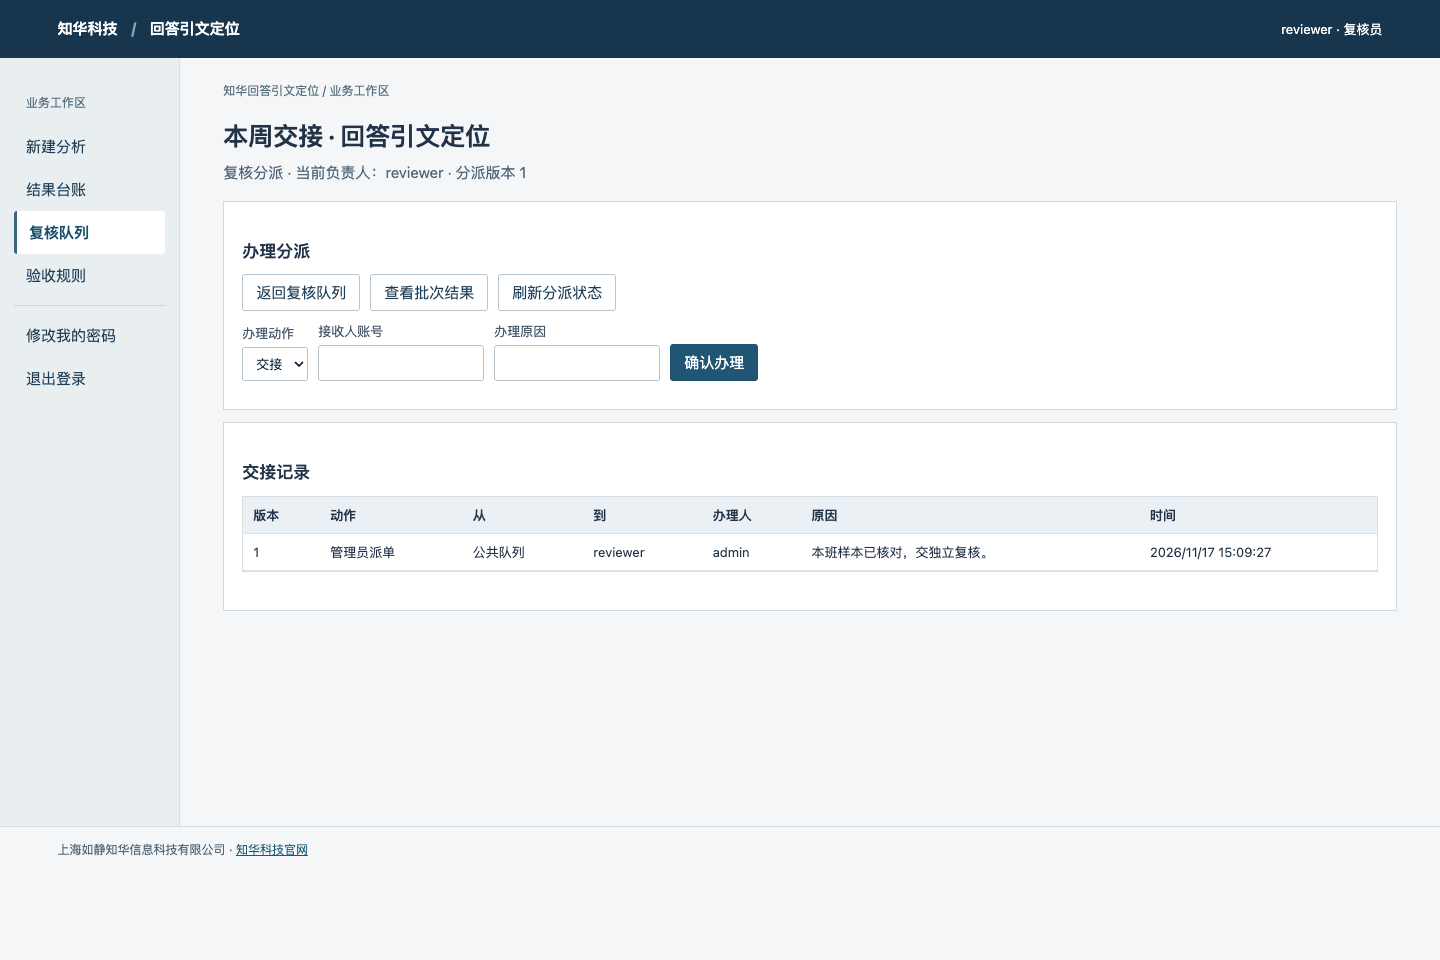 知华科技 / 回答引文定位
reviewer · 复核员
业务工作区
新建分析
结果台账
复核队列
验收规则
修改我的密码
退出登录
知华回答引文定位 / 业务工作区
本周交接 · 回答引文定位
复核分派 · 当前负责人：reviewer · 分派版本 1
办理分派
返回复核队列 查看批次结果 刷新分派状态
办理动作 接收人账号 办理原因
交接 确认办理
交接记录
版本 动作 从 到 办理人 原因 时间
1 管理员派单 公共队列 reviewer admin 本班样本已核对，交独立复核。 2026/11/17 15:09:27
上海如静知华信息科技有限公司 · 知华科技官网